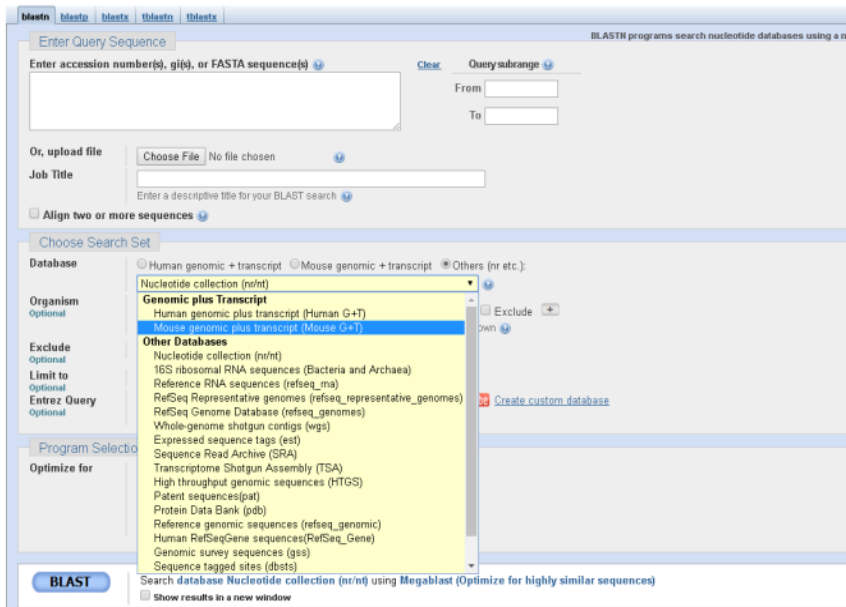 blastn blastp blastx tblastn tblastx
Enter Query Sequence
BLASTN programs search nucleotide databases using a n
Enter accession number(s), gi(s), or FASTA sequence(s)
Clear
Query subrange
From
To
Or, upload file
Choose File No file chosen
Job Title
Enter a descriptive title for your BLAST search
Align two or more sequences
Choose Search Set
Database
Human genomic + transcript Mouse genomic + transcript Others (nr etc.):
Nucleotide collection (nr/nt)
Organism
Optional
Genomic plus Transcript
Human genomic plus transcript (Human G+T)
Exclude +
Mouse genomic plus transcript (Mouse G+T)
own
Other Databases
Exclude
Optional
Nucleotide collection (nr/nt)
16S ribosomal RNA sequences (Bacteria and Archaea)
Limit to
Optional
Reference RNA sequences (refseq_rna)
Entrez Query
Optional
RefSeq Representative genomes (refseq_representative_genomes)
Create custom database
RefSeq Genome Database (refseq_genomes)
Whole-genome shotgun contigs (wgs)
Expressed sequence tags (est)
Program Selectio
Sequence Read Archive (SRA)
Optimize for
Transcriptome Shotgun Assembly (TSA)
High throughput genomic sequences (HTGS)
Patent sequences(pat)
Protein Data Bank (pdb)
Reference genomic sequences (refseq_genomic)
Human RefSeqGene sequences(RefSeq_Gene)
Genomic survey sequences (gss)
Sequence tagged sites (dbsts)
BLAST
Search database Nucleotide collection (nr/nt) using Megablast (Optimize for highly similar sequences)
Show results in a new window